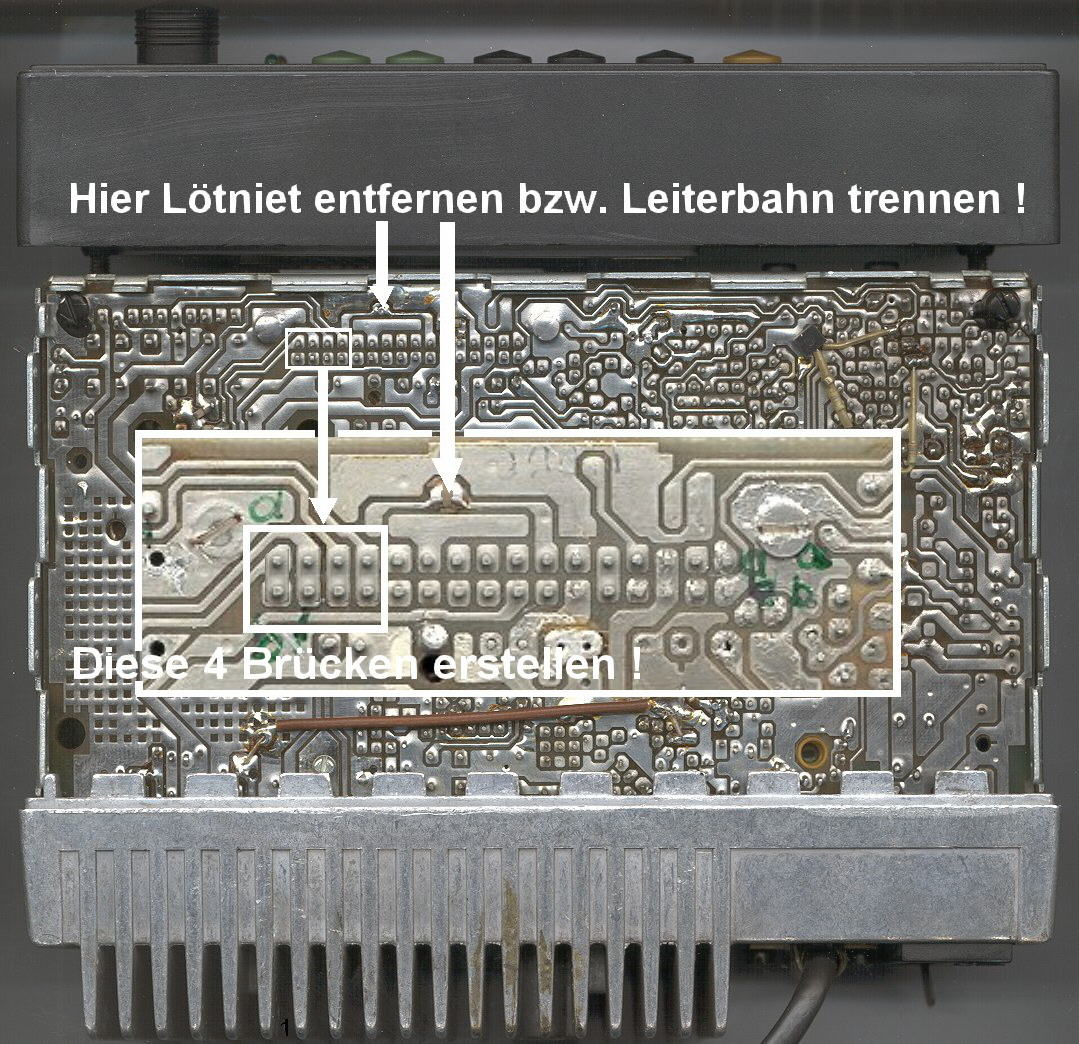 Hier Lötniet entfernen bzw. Leiterbahn trennen !
Diese 4 Brücken erstellen !